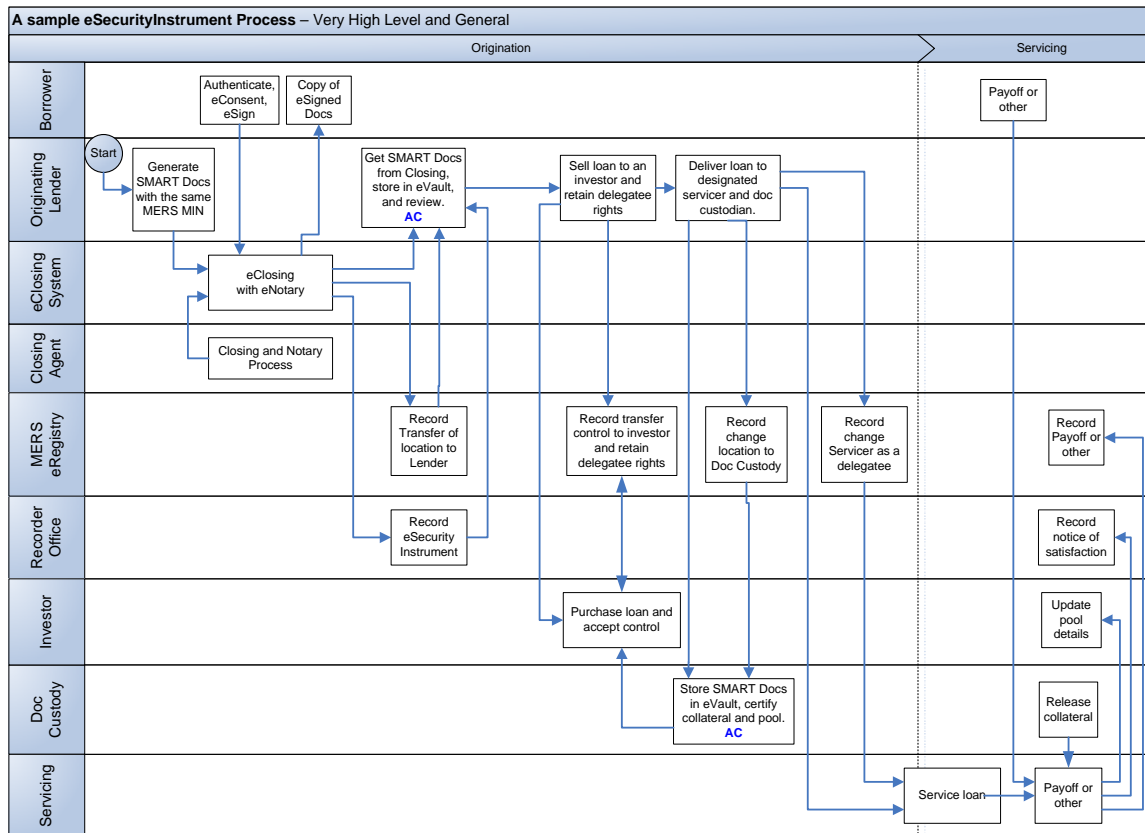 A sample eSecurityInstrument Process – Very High Level and General
Origination
Servicing
Borrower
Authenticate,
eConsent,
eSign
Copy of
eSigned
Docs
Payoff or
other
Originating
Lender
Start
Generate
SMART Docs
with the same
MERS MIN
Get SMART Docs
from Closing,
store in eVault,
and review.
AC
Sell loan to an
investor and
retain delegatee
rights
Deliver loan to
designated
servicer and doc
custodian.
eClosing
System
eClosing
with eNotary
Closing
Agent
Closing and Notary
Process
MERS
eRegistry
Record
Transfer of
location to
Lender
Record transfer
control to investor
and retain
delegatee rights
Record
change
location to
Doc Custody
Record
change
Servicer as a
delegatee
Record
Payoff or
other
Recorder
Office
Record
eSecurity
Instrument
Record
notice of
satisfaction
Investor
Purchase loan and
accept control
Update
pool
details
Doc
Custody
Store SMART Docs
in eVault, certify
collateral and pool.
AC
Release
collateral
Servicing
Service loan
Payoff or
other